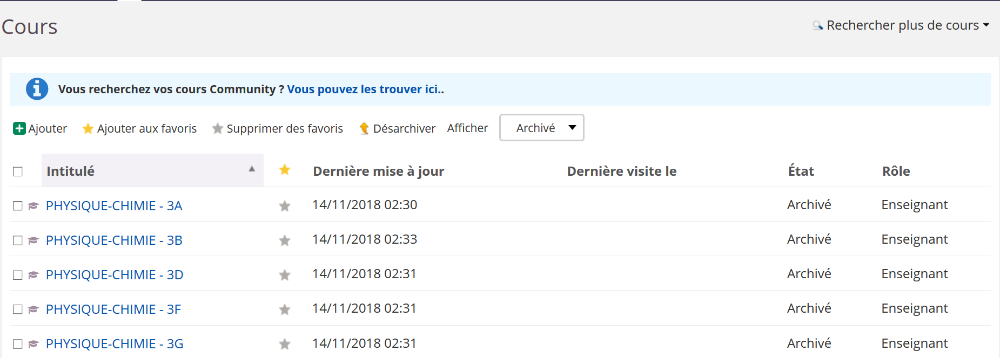 Cours
Rechercher plus de cours
Vous recherchez vos cours Community ? Vous pouvez les trouver ici..
Ajouter Ajouter aux favoris Supprimer des favoris Désarchiver Afficher Archivé
Intitulé Dernière mise à jour Dernière visite le État Rôle
PHYSIQUE-CHIMIE - 3A 14/11/2018 02:30 Archivé Enseignant
PHYSIQUE-CHIMIE - 3B 14/11/2018 02:33 Archivé Enseignant
PHYSIQUE-CHIMIE - 3D 14/11/2018 02:31 Archivé Enseignant
PHYSIQUE-CHIMIE - 3F 14/11/2018 02:31 Archivé Enseignant
PHYSIQUE-CHIMIE - 3G 14/11/2018 02:31 Archivé Enseignant